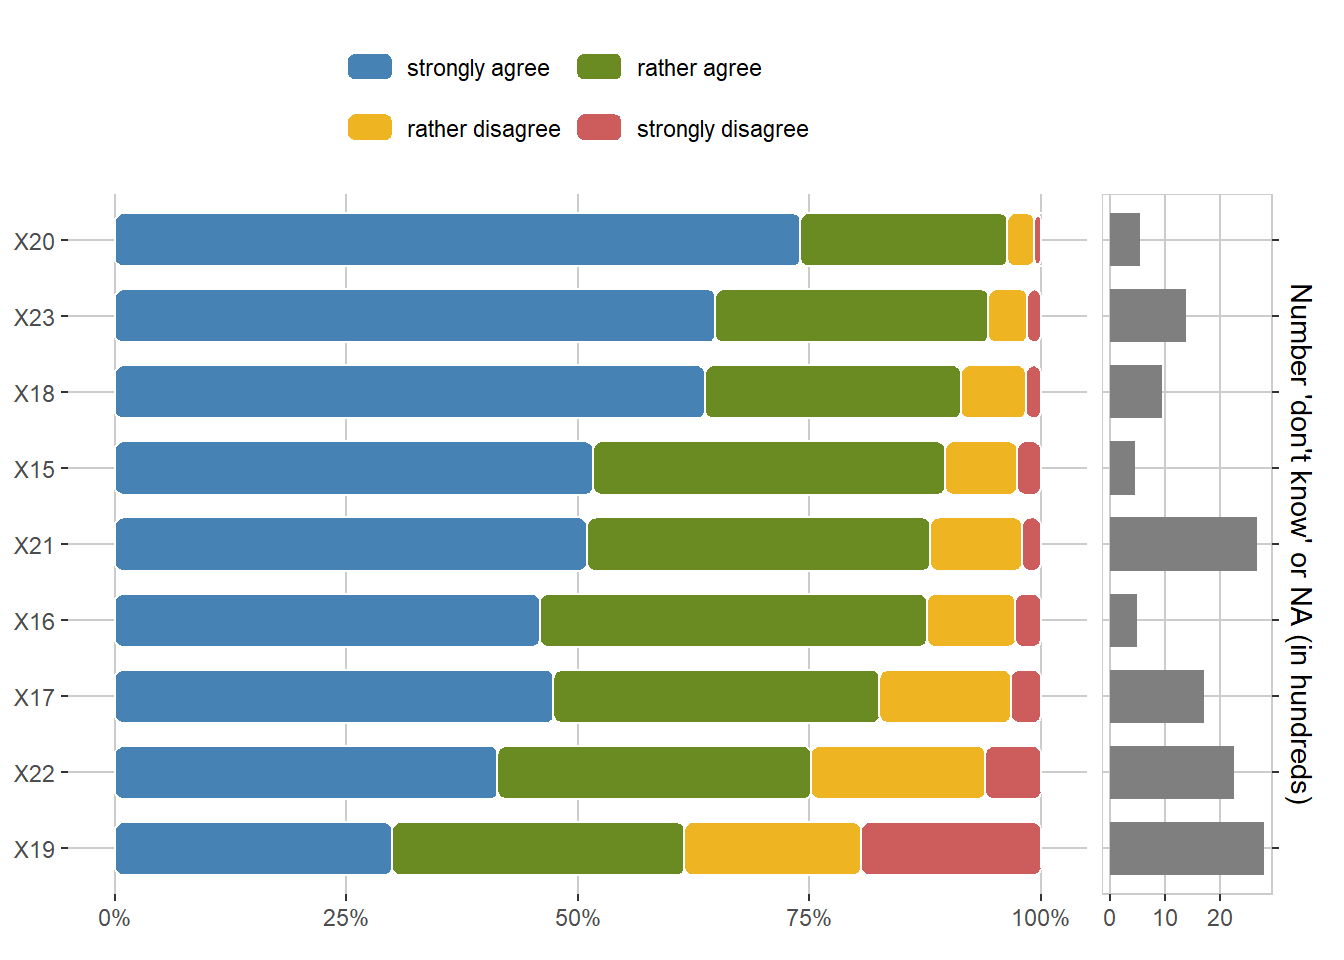 strongly agree rather agree
rather disagree strongly disagree
X20
X23
X18
X15
X21
X16
X17
X22
X19
0% 25% 50% 75% 100%
0 10 20
Number 'don't know' or NA (in hundreds)